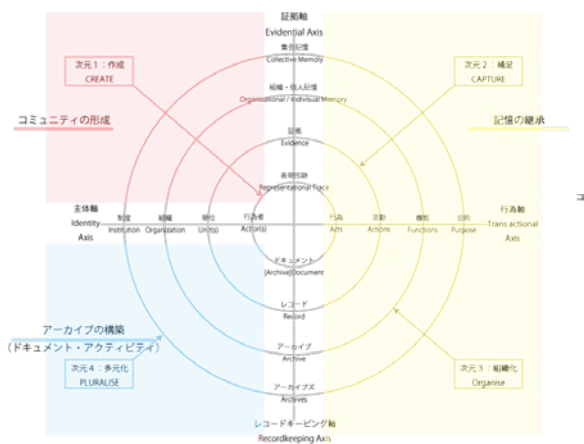 証拠軸
Evidential Axis
集合記憶
Collective Memory
次元１：作成
CREATE
次元２：補足
CAPTURE
組織・個人記憶
Organisational / Indivisual Memory
コミュニティの形成
記憶の継承
証拠
Evidence
表現形跡
Representational Trace
主体軸
Identity
Axis
制度
Institution
組織
Organization
単位
Unit(s)
行為者
Actor(s)
行為
Acts
活動
Actions
機能
Functions
目的
Purpose
行為軸
Trans actional
Axis
コ
ドキュメント
[Archive]Document
レコード
Record
アーカイブの構築
（ドキュメント・アクティビティ）
アーカイブ
Archive
次元４：多元化
PLURALISE
次元３：組織化
Organise
アーカイブズ
Archives
レコードキーピング軸
Recordkeeping Axis